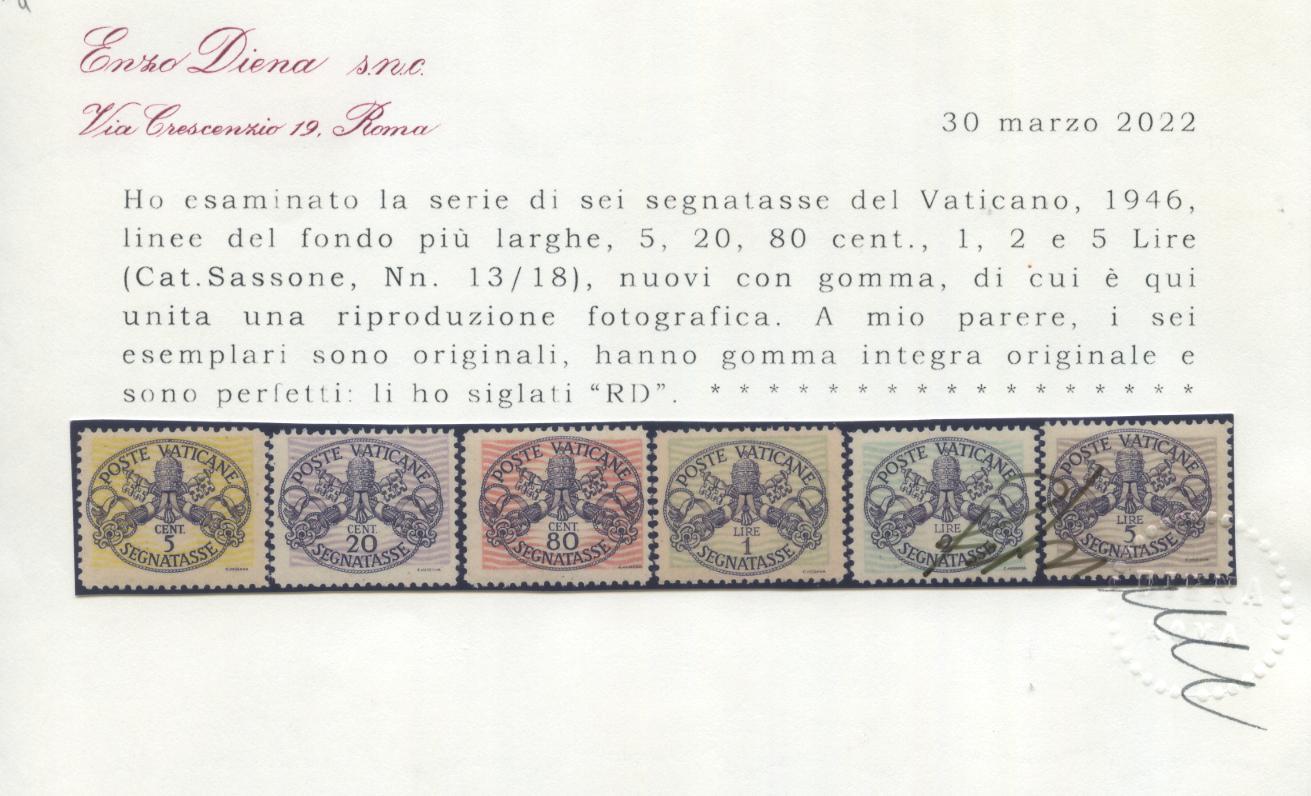 Enzo Diena s.n.c.
Via Crescenzio 19, Roma
30 marzo 2022
Ho esaminato la serie di sei segnatasse del Vaticano, 1946,
linee del fondo più larghe, 5, 20, 80 cent., 1, 2 e 5 Lire
(Cat.Sassone, Nn. 13/18), nuovi con gomma, di cui è qui
unita una riproduzione fotografica. A mio parere, i sei
esemplari sono originali, hanno gomma integra originale e
sono perfetti: li ho siglati “RD”. * * * * * * * * * * * * * * * * *
POSTE VATICANE
CENT.
5
SEGNATASSE
POSTE VATICANE
CENT.
20
SEGNATASSE
POSTE VATICANE
CENT.
80
SEGNATASSE
POSTE VATICANE
LIRE
1
SEGNATASSE
POSTE VATICANE
LIRE
2
SEGNATASSE
POSTE VATICANE
LIRE
5
SEGNATASSE
DIENA
ROMA